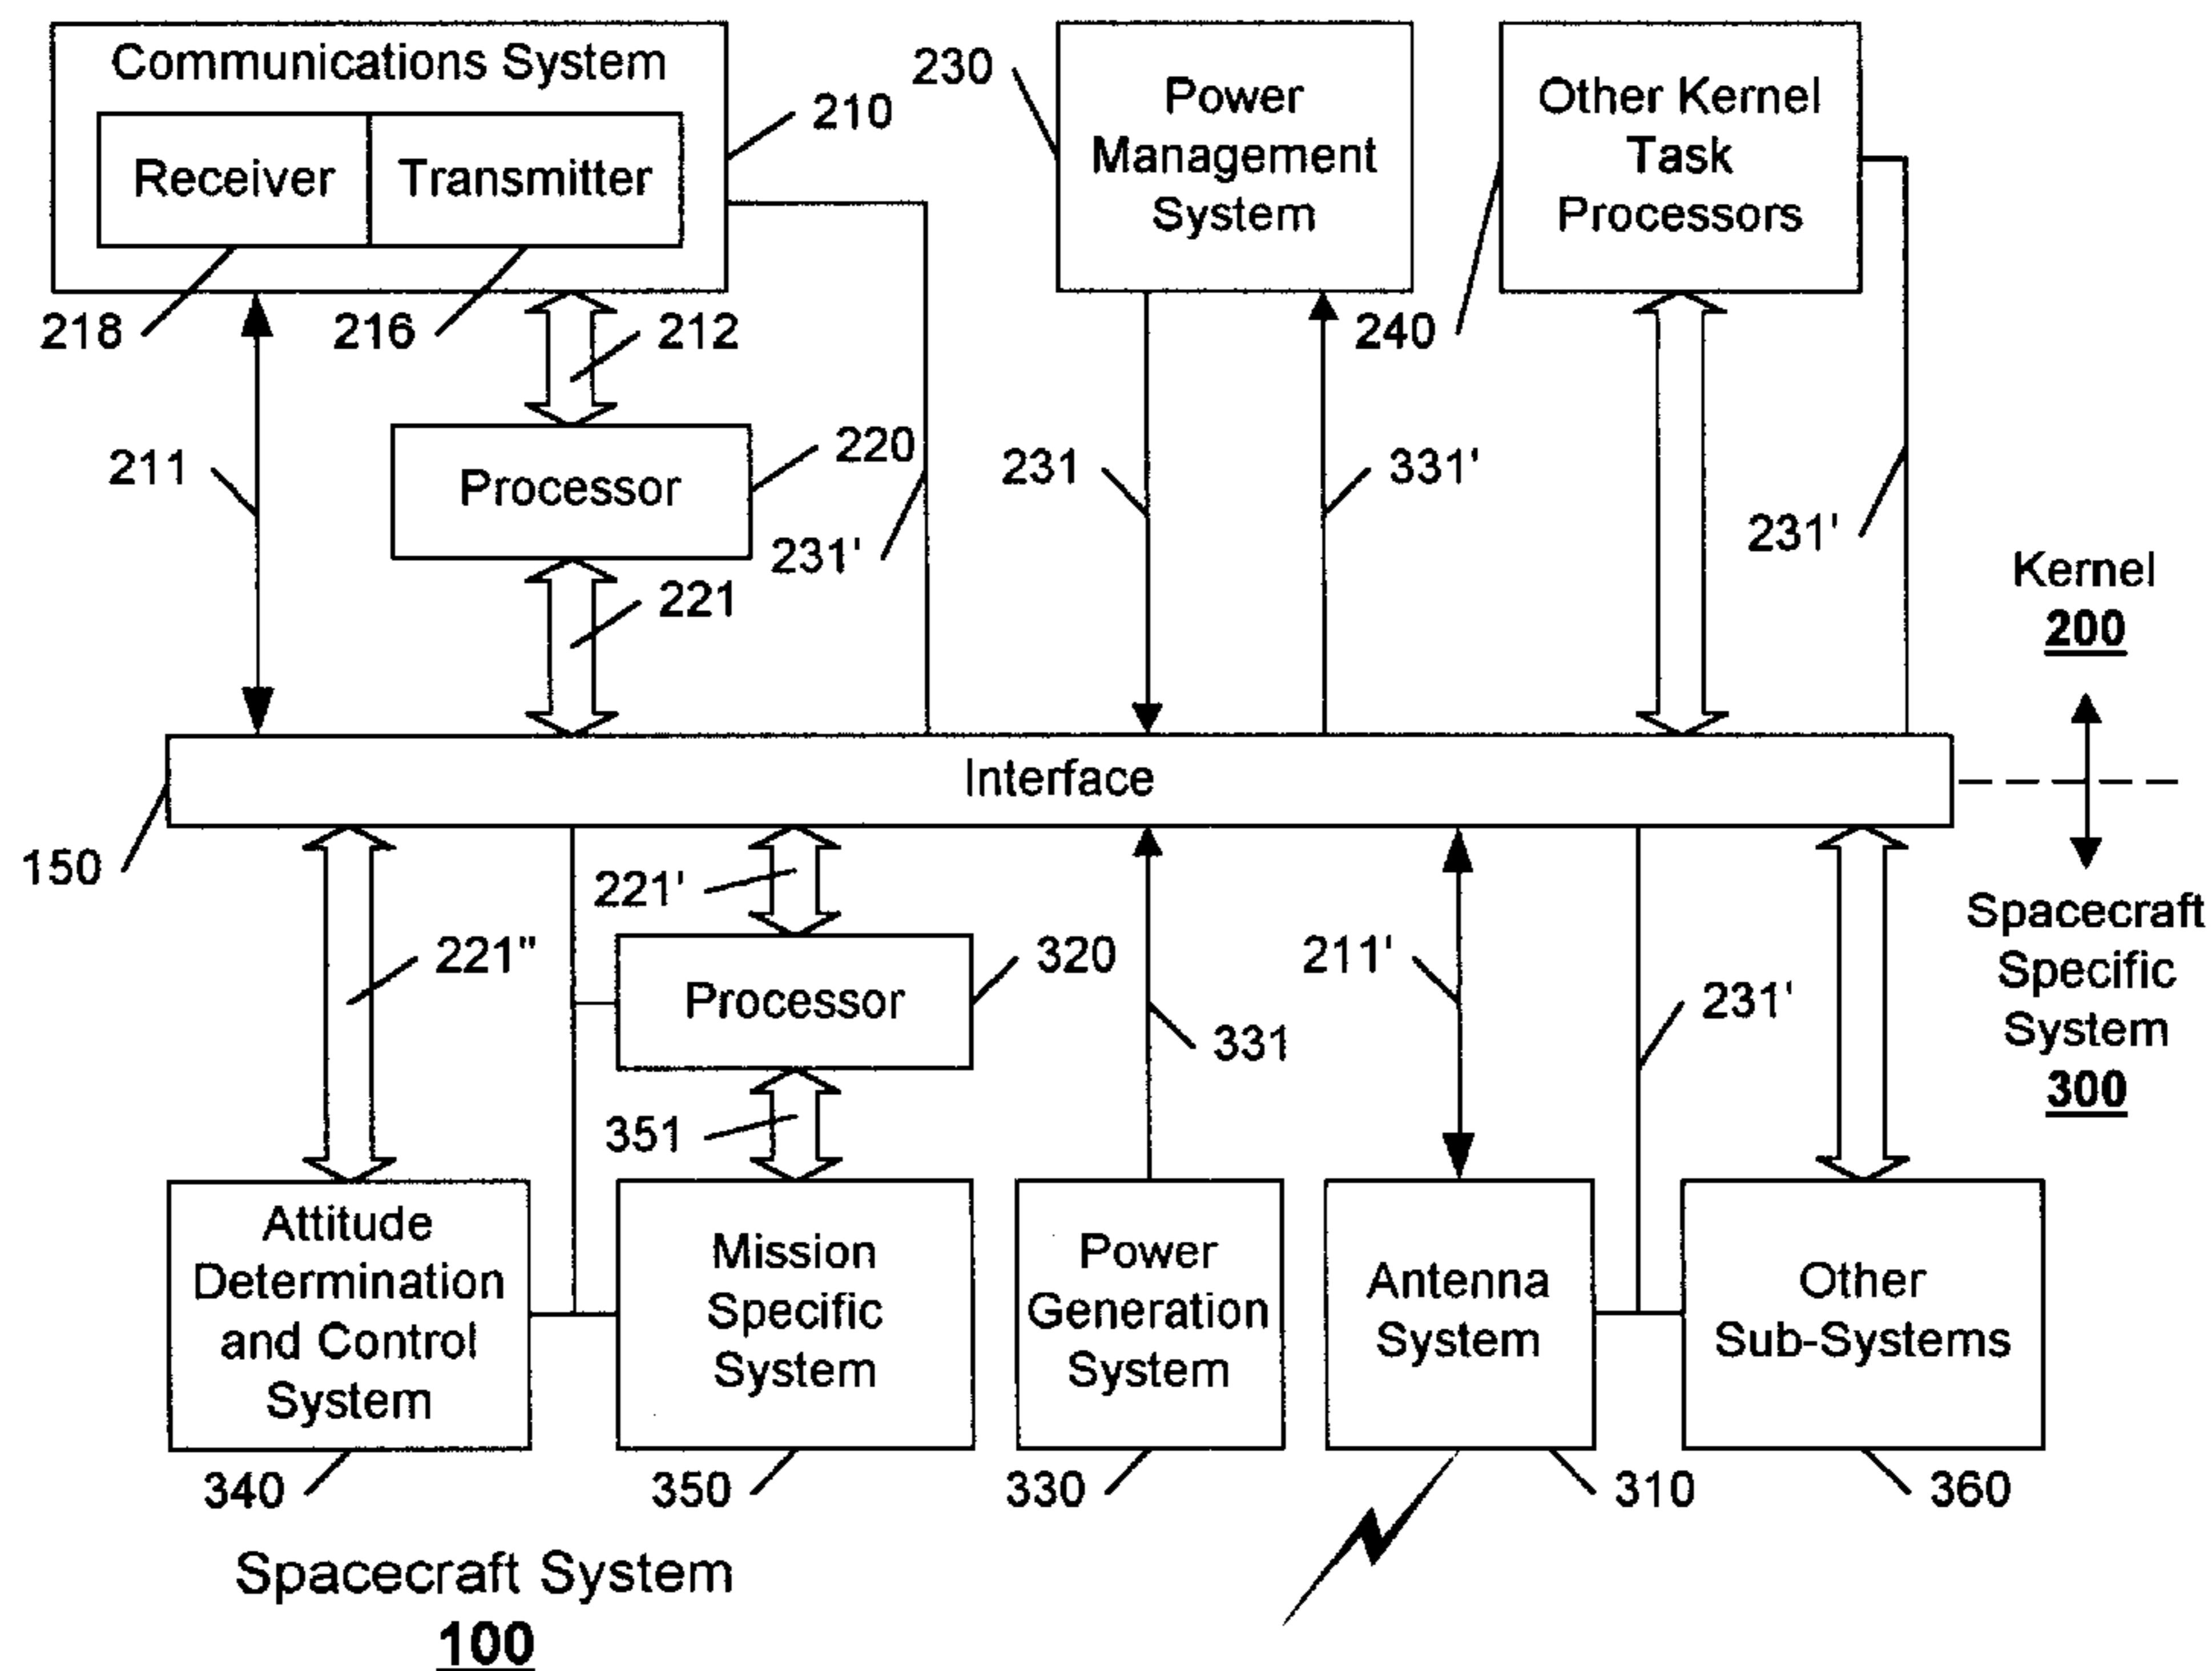 Communications System
Receiver
Transmitter
210
218
216
212
211
Processor
220
231'
221
230
Power
Management
System
231
331'
Other Kernel
Task
Processors
240
231'
Kernel
200
Interface
150
Spacecraft
Specific
System
300
221"
221'
Processor
320
351
331
211'
231'
Attitude
Determination
and Control
System
340
Mission
Specific
System
350
Power
Generation
System
330
Antenna
System
310
Other
Sub-Systems
360
Spacecraft System
100